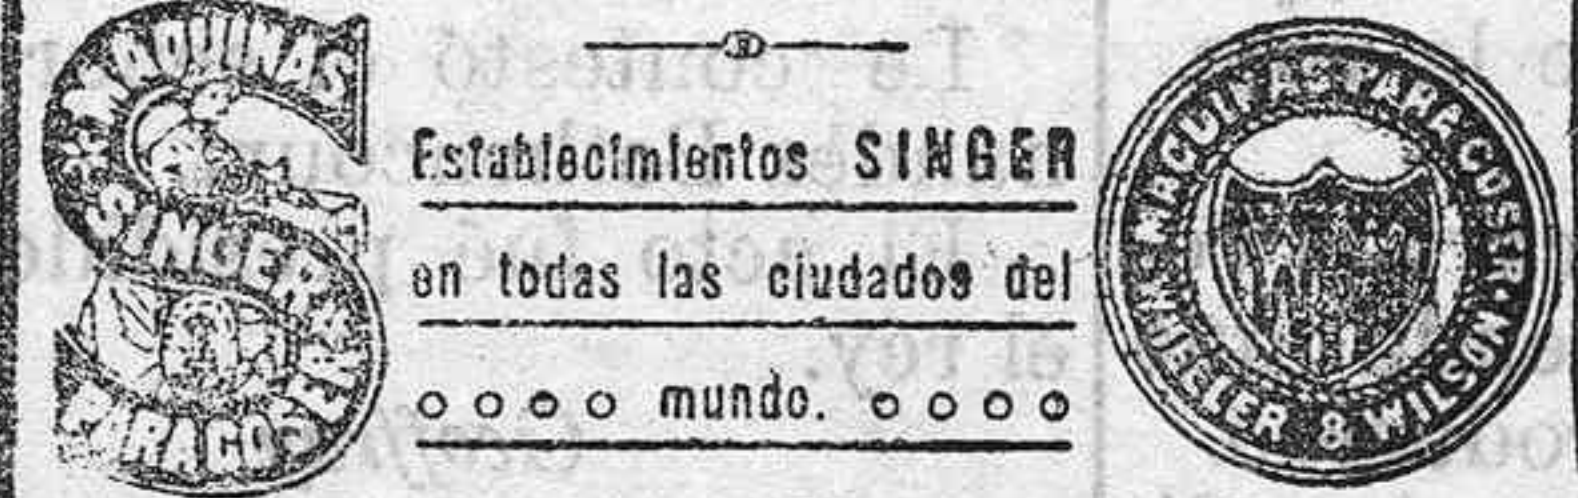 MAQUINAS
SINGER
PARA COSER
Establecimientos SINGER
en todas las ciudades del
o o o o mundo. o o o o
MAQUINAS PARA COSER
WHEELER & WILSON